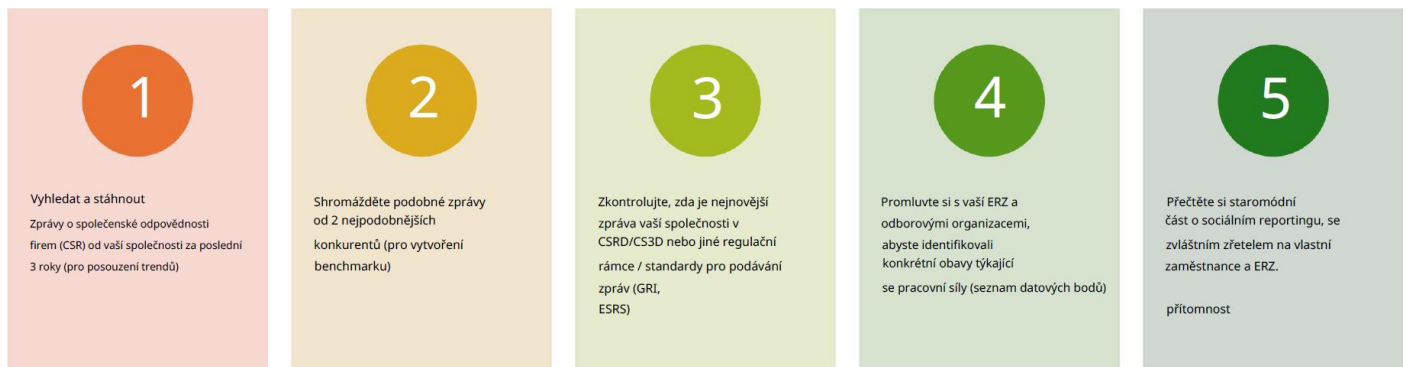 1
Vyhledat a stáhnout
Zprávy o společenské odpovědnosti
firem (CSR) od vaší společnosti za poslední
3 roky (pro posouzení trendů)
2
Shromážděte podobné zprávy
od 2 nejpodobnějších
konkurentů (pro vytvoření
benchmarku)
3
Zkontrolujte, zda je nejnovější
zpráva vaší společnosti v
CSRD/CS3D nebo jiné regulační
rámce / standardy pro podávání
zpráv (GRI,
ESRS)
4
Promluvte si s vaší ERZ a
odborovými organizacemi,
abyste identifikovali
konkrétní obavy týkající
se pracovní síly (seznam datových bodů)
5
Přečtěte si staromódní
část o sociálním reportingu, se
zvláštním zřetelem na vlastní
zaměstnance a ERZ.
přítomnost